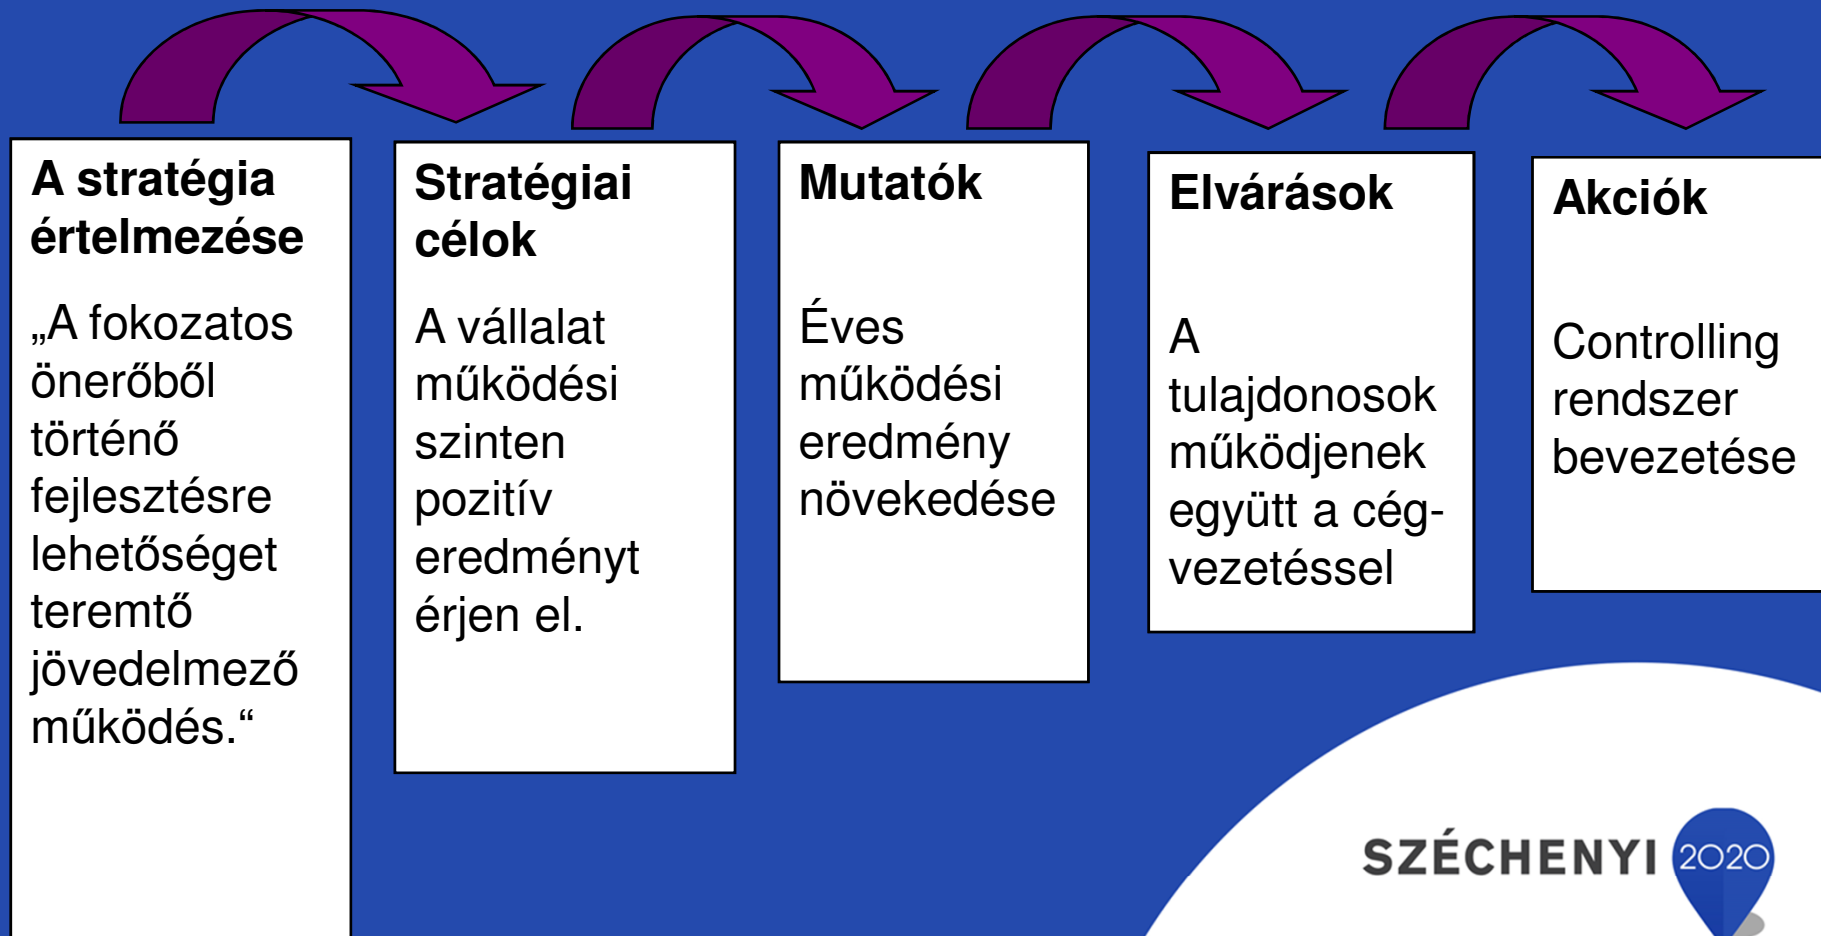 A stratégia
értelmezése
„A fokozatos
önerőből
történő
fejlesztésre
lehetőséget
teremtő
jövedelmező
működés.“
Stratégiai
célok
A vállalat
működési
szinten
pozitív
eredményt
érjen el.
Mutatók
Éves
működési
eredmény
növekedése
Elvárások
A
tulajdonosok
működjenek
együtt a cég-
vezetéssel
Akciók
Controlling
rendszer
bevezetése
SZÉCHENYI 2020